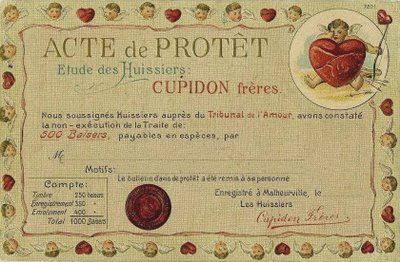 7201
ACTE de PROTÊT
Etude des Huissiers:
CUPIDON frères.
Nous soussignés Huissiers auprès du Tribunal de l'Amour, avons constaté
la non-exécution de la Traite de
500 Baisers, payables en espèces, par
M
Motifs:
Le bulletin d'ans de protêt a été remis à sa personne
Compte:
Timbre 250 baisers
Enregistrement 350
Emolument 400
Total 1000 Baisers
Enregistré à Malheurville, le
Les Huissiers
Cupidon Frères.